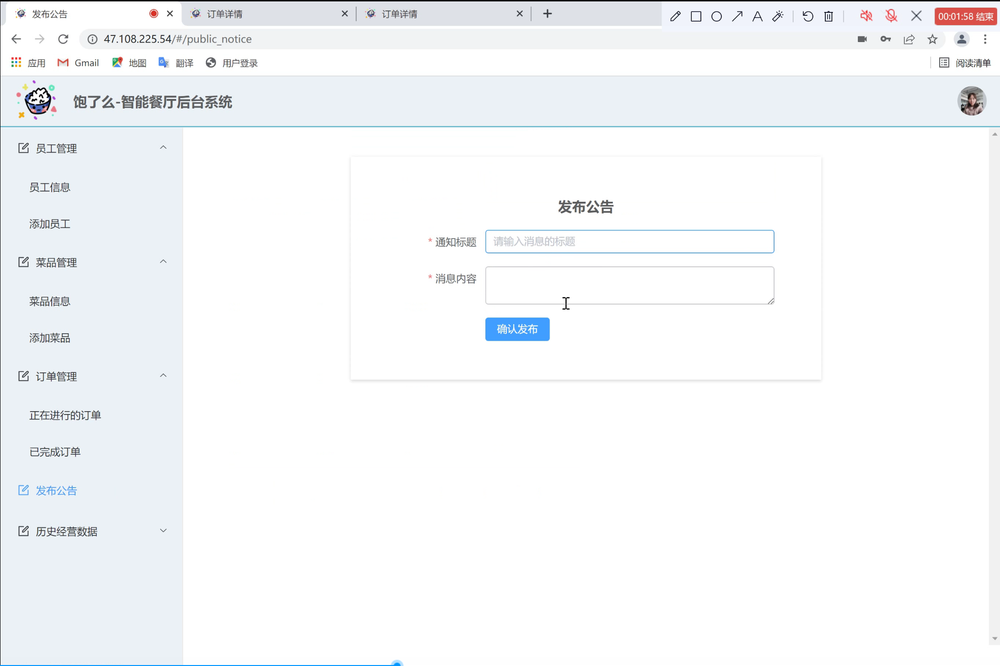 发布公告
订单详情
订单详情
00:01:58 结束
47.108.225.54/#/public_notice
应用
Gmail
地图
翻译
用户登录
阅读清单
饱了么-智能餐厅后台系统
员工管理
员工信息
添加员工
菜品管理
菜品信息
添加菜品
订单管理
正在进行的订单
已完成订单
发布公告
历史经营数据
发布公告
* 通知标题
请输入消息的标题
* 消息内容
确认发布